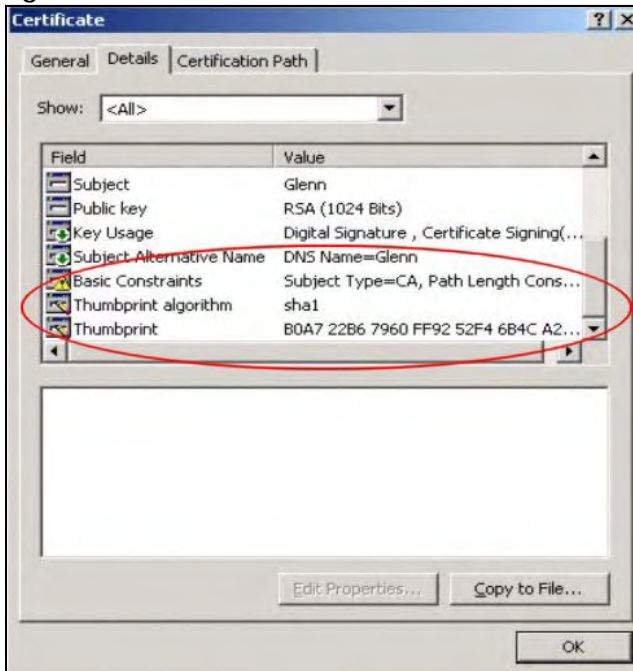 Certificate
General Details Certification Path
Show: <All>
Field Value
Subject Glenn
Public key RSA (1024 Bits)
Key Usage Digital Signature , Certificate Signing(...
Subject Alternative Name DNS Name=Glenn
Basic Constraints Subject Type=CA, Path Length Cons...
Thumbprint algorithm sha1
Thumbprint B0A7 22B6 7960 FF92 52F4 6B4C A2...
Edit Properties... Copy to File...
OK